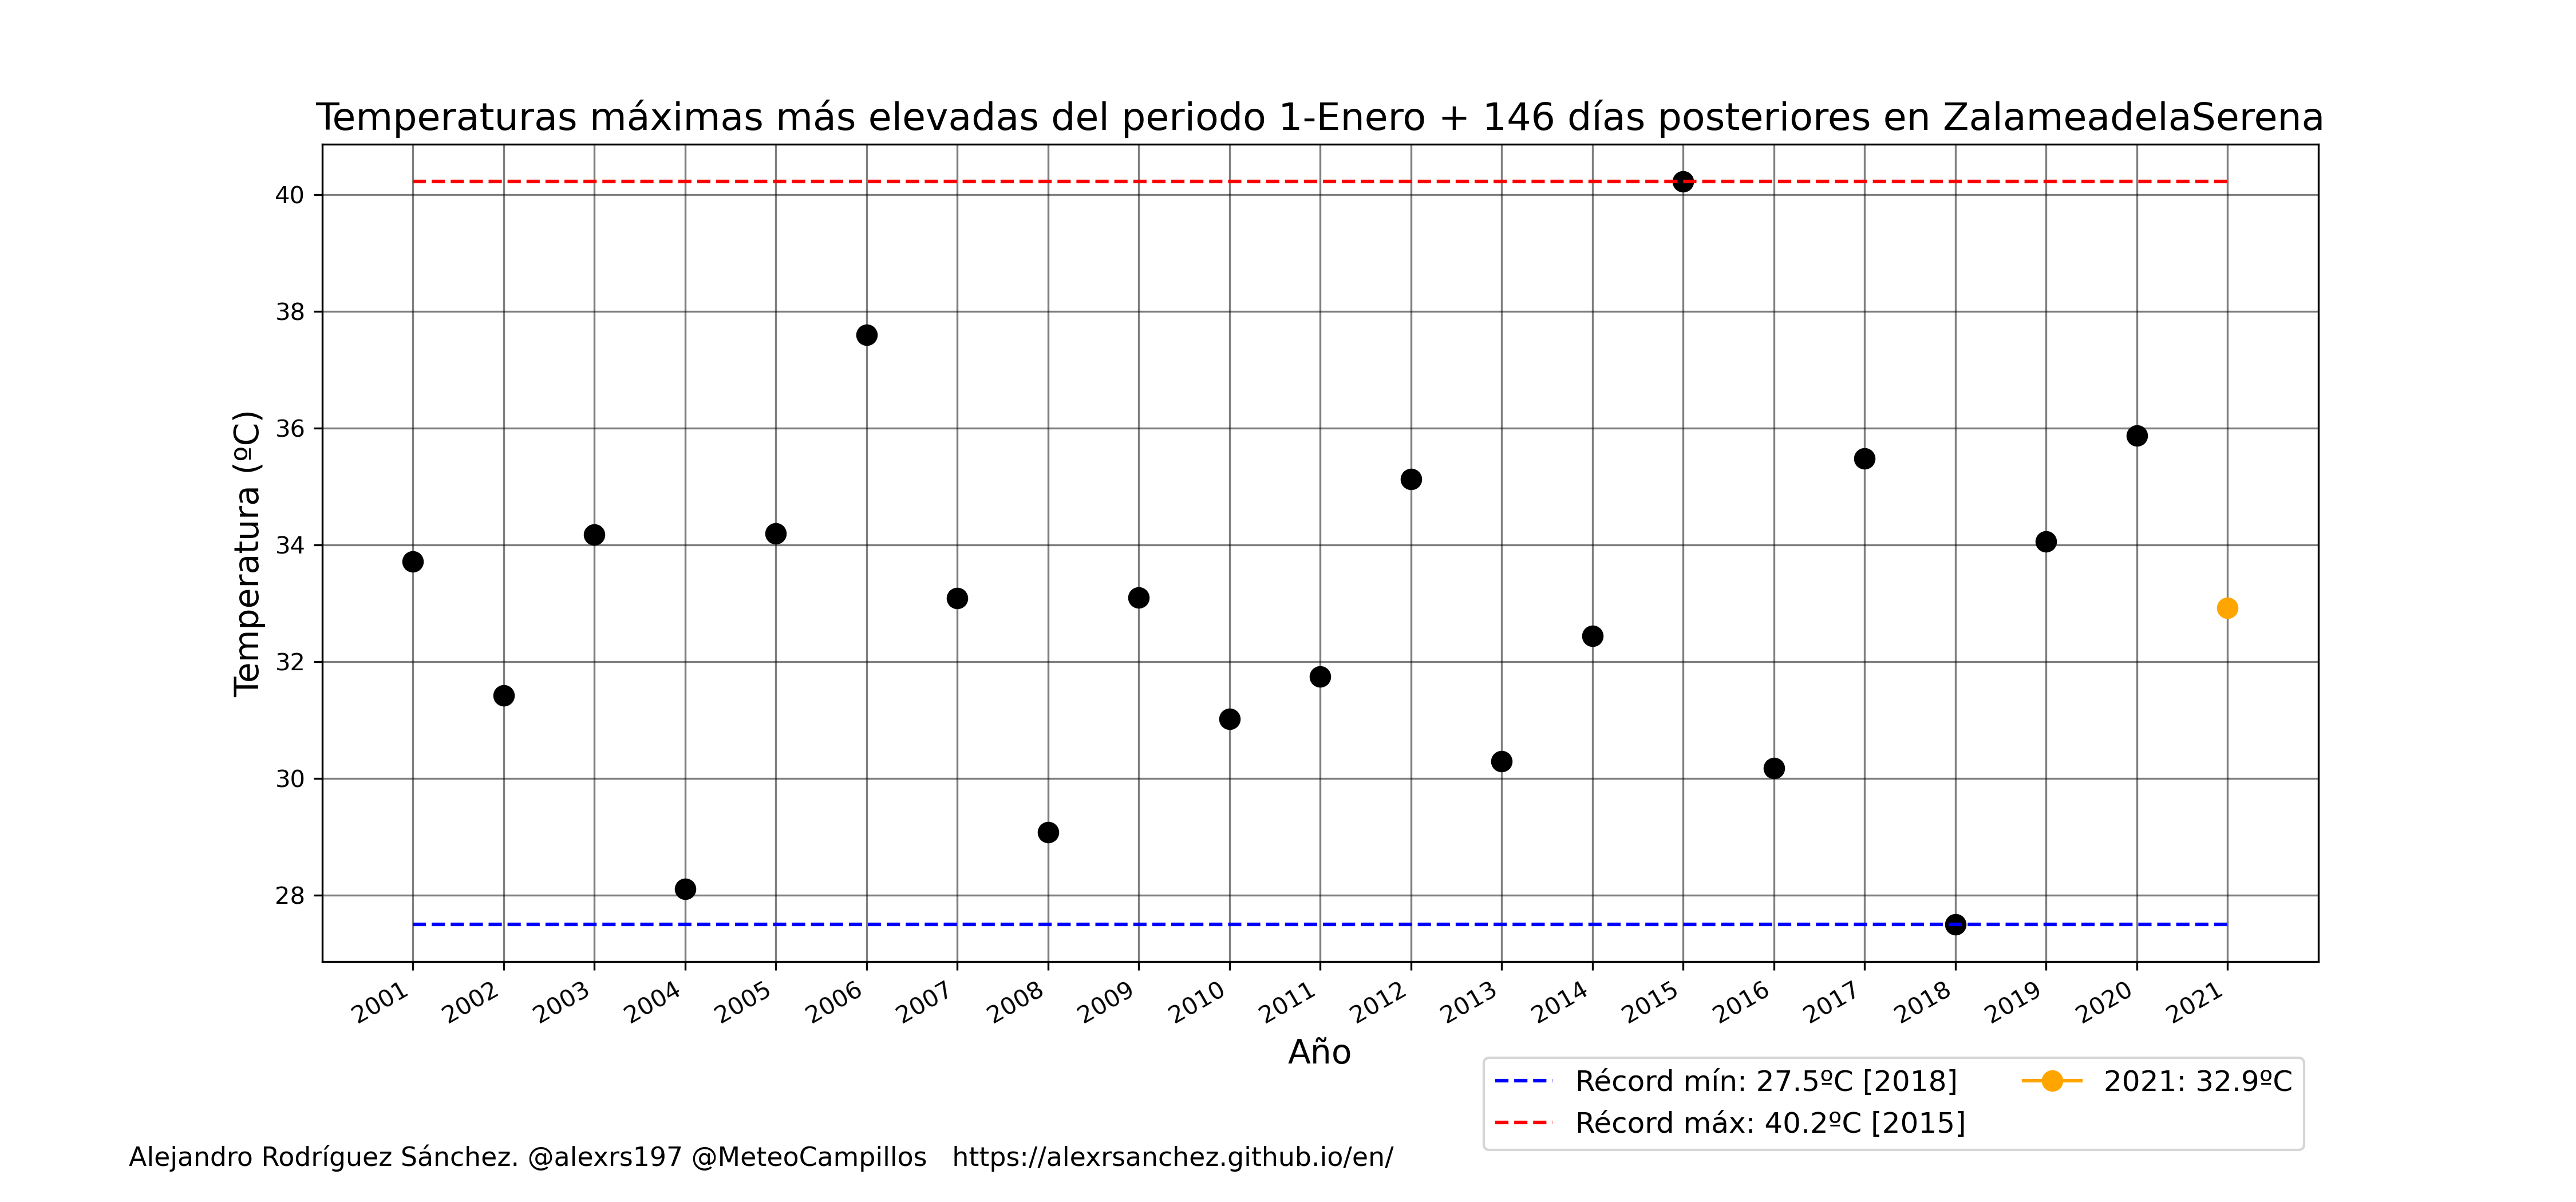 Temperaturas máximas más elevadas del periodo 1-Enero + 146 días posteriores en ZalameadelaSerena
Temperatura (ºC)
40
38
36
34
32
30
28
2001 2002 2003 2004 2005 2006 2007 2008 2009 2010 2011 2012 2013 2014 2015 2016 2017 2018 2019 2020 2021
Año
Récord mín: 27.5ºC [2018]
Récord máx: 40.2ºC [2015]
2021: 32.9ºC
Alejandro Rodríguez Sánchez. @alexrs197 @MeteoCampillos https://alexrsanchez.github.io/en/